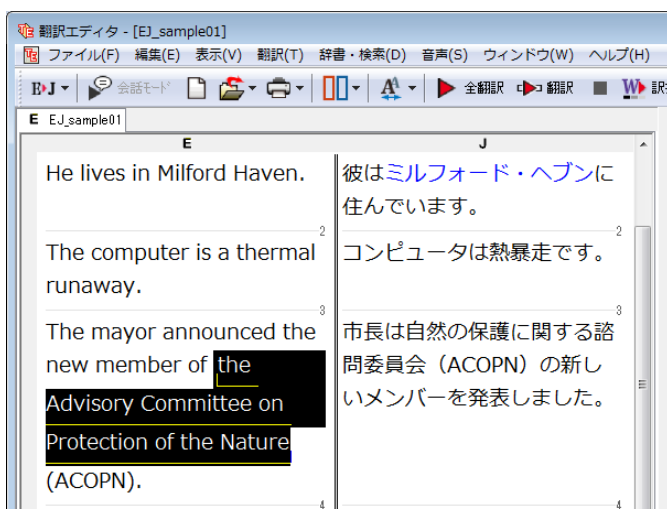 翻訳エディタ - [EJ_sample01]
ファイル(F) 編集(E) 表示(V) 翻訳(T) 辞書・検索(D) 音声(S) ウィンドウ(W) ヘルプ(H)
E▸J 会話モード 全翻訳 翻訳 訳
E EJ_sample01
E J
He lives in Milford Haven.
彼はミルフォード・ヘブンに
住んでいます。
2 2
The computer is a thermal
runaway.
コンピュータは熱暴走です。
3 3
The mayor announced the
new member of the
Advisory Committee on
Protection of the Nature
(ACOPN).
市長は自然の保護に関する諮
問委員会（ACOPN）の新し
いメンバーを発表しました。
4 4